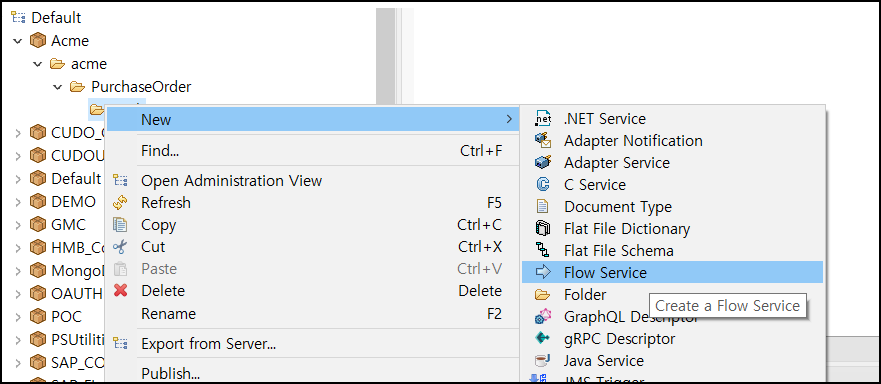 Default
Acme
acme
PurchaseOrder
New
Find... Ctrl+F
Open Administration View
Refresh F5
Copy Ctrl+C
Cut Ctrl+X
Paste Ctrl+V
Delete Delete
Rename F2
Export from Server...
Publish...
.NET Service
Adapter Notification
Adapter Service
C Service
Document Type
Flat File Dictionary
Flat File Schema
Flow Service
Folder
Create a Flow Service
GraphQL Descriptor
gRPC Descriptor
Java Service
JMS Trigger
CUDO_
CUDOU
Default
DEMO
GMC
HMB_Co
Mongo
OAUTH
POC
PSUtiliti
SAP_CO